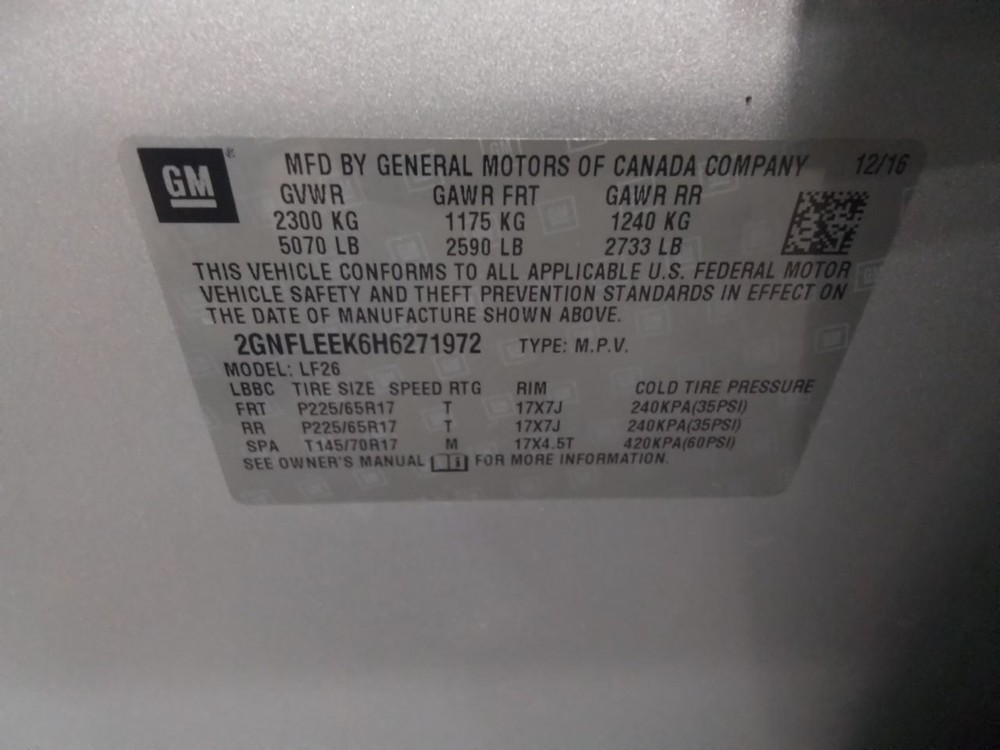 GM® MFD BY GENERAL MOTORS OF CANADA COMPANY 12/16
GVWR GAWR FRT GAWR RR
2300 KG 1175 KG 1240 KG
5070 LB 2590 LB 2733 LB
THIS VEHICLE CONFORMS TO ALL APPLICABLE U.S. FEDERAL MOTOR
VEHICLE SAFETY AND THEFT PREVENTION STANDARDS IN EFFECT ON
THE DATE OF MANUFACTURE SHOWN ABOVE.
2GNFLEEK6H6271972 TYPE: M.P.V.
MODEL: LF26
LBBC TIRE SIZE SPEED RTG RIM COLD TIRE PRESSURE
FRT P225/65R17 T 17X7J 240KPA(35PSI)
RR P225/65R17 T 17X7J 240KPA(35PSI)
SPA T145/70R17 M 17X4.5T 420KPA(60PSI)
SEE OWNER'S MANUAL FOR MORE INFORMATION.